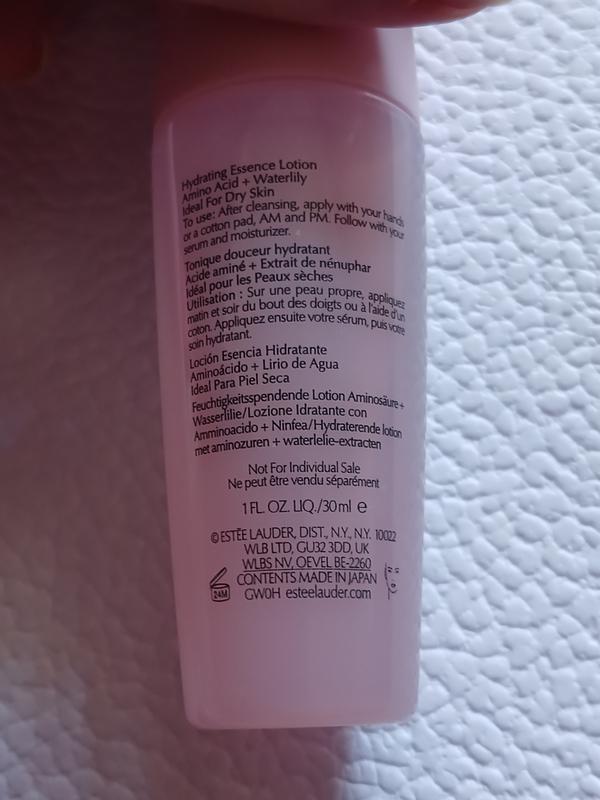 Hydrating Essence Lotion
Amino Acid + Waterlily
Ideal For Dry Skin
To use: After cleansing, apply with your hands
or a cotton pad, AM and PM. Follow with your
serum and moisturizer.
Tonique douceur hydratant
Acide aminé + Extrait de nénuphar
Idéal pour les Peaux sèches
Utilisation : Sur une peau propre, appliquez
matin et soir du bout des doigts ou à l'aide d'un
coton. Appliquez ensuite votre sérum, puis votre
soin hydratant.
Loción Esencia Hidratante
Aminoácido + Lirio de Agua
Ideal Para Piel Seca
Feuchtigkeitsspendende Lotion Aminosäure +
Wasserlilie/Lozione Idratante con
Amminoacido + Ninfea/Hydraterende lotion
met aminozuren + waterlelie-extracten
Not For Individual Sale
Ne peut être vendu séparément
1 FL. OZ. LIQ./30 ml e
© ESTĒE LAUDER, DIST., N.Y., N.Y. 10022
WLB LTD, GU32 3DD, UK
WLBS NV, OEVEL BE-2260
CONTENTS MADE IN JAPAN
24M GW0H esteelauder.com